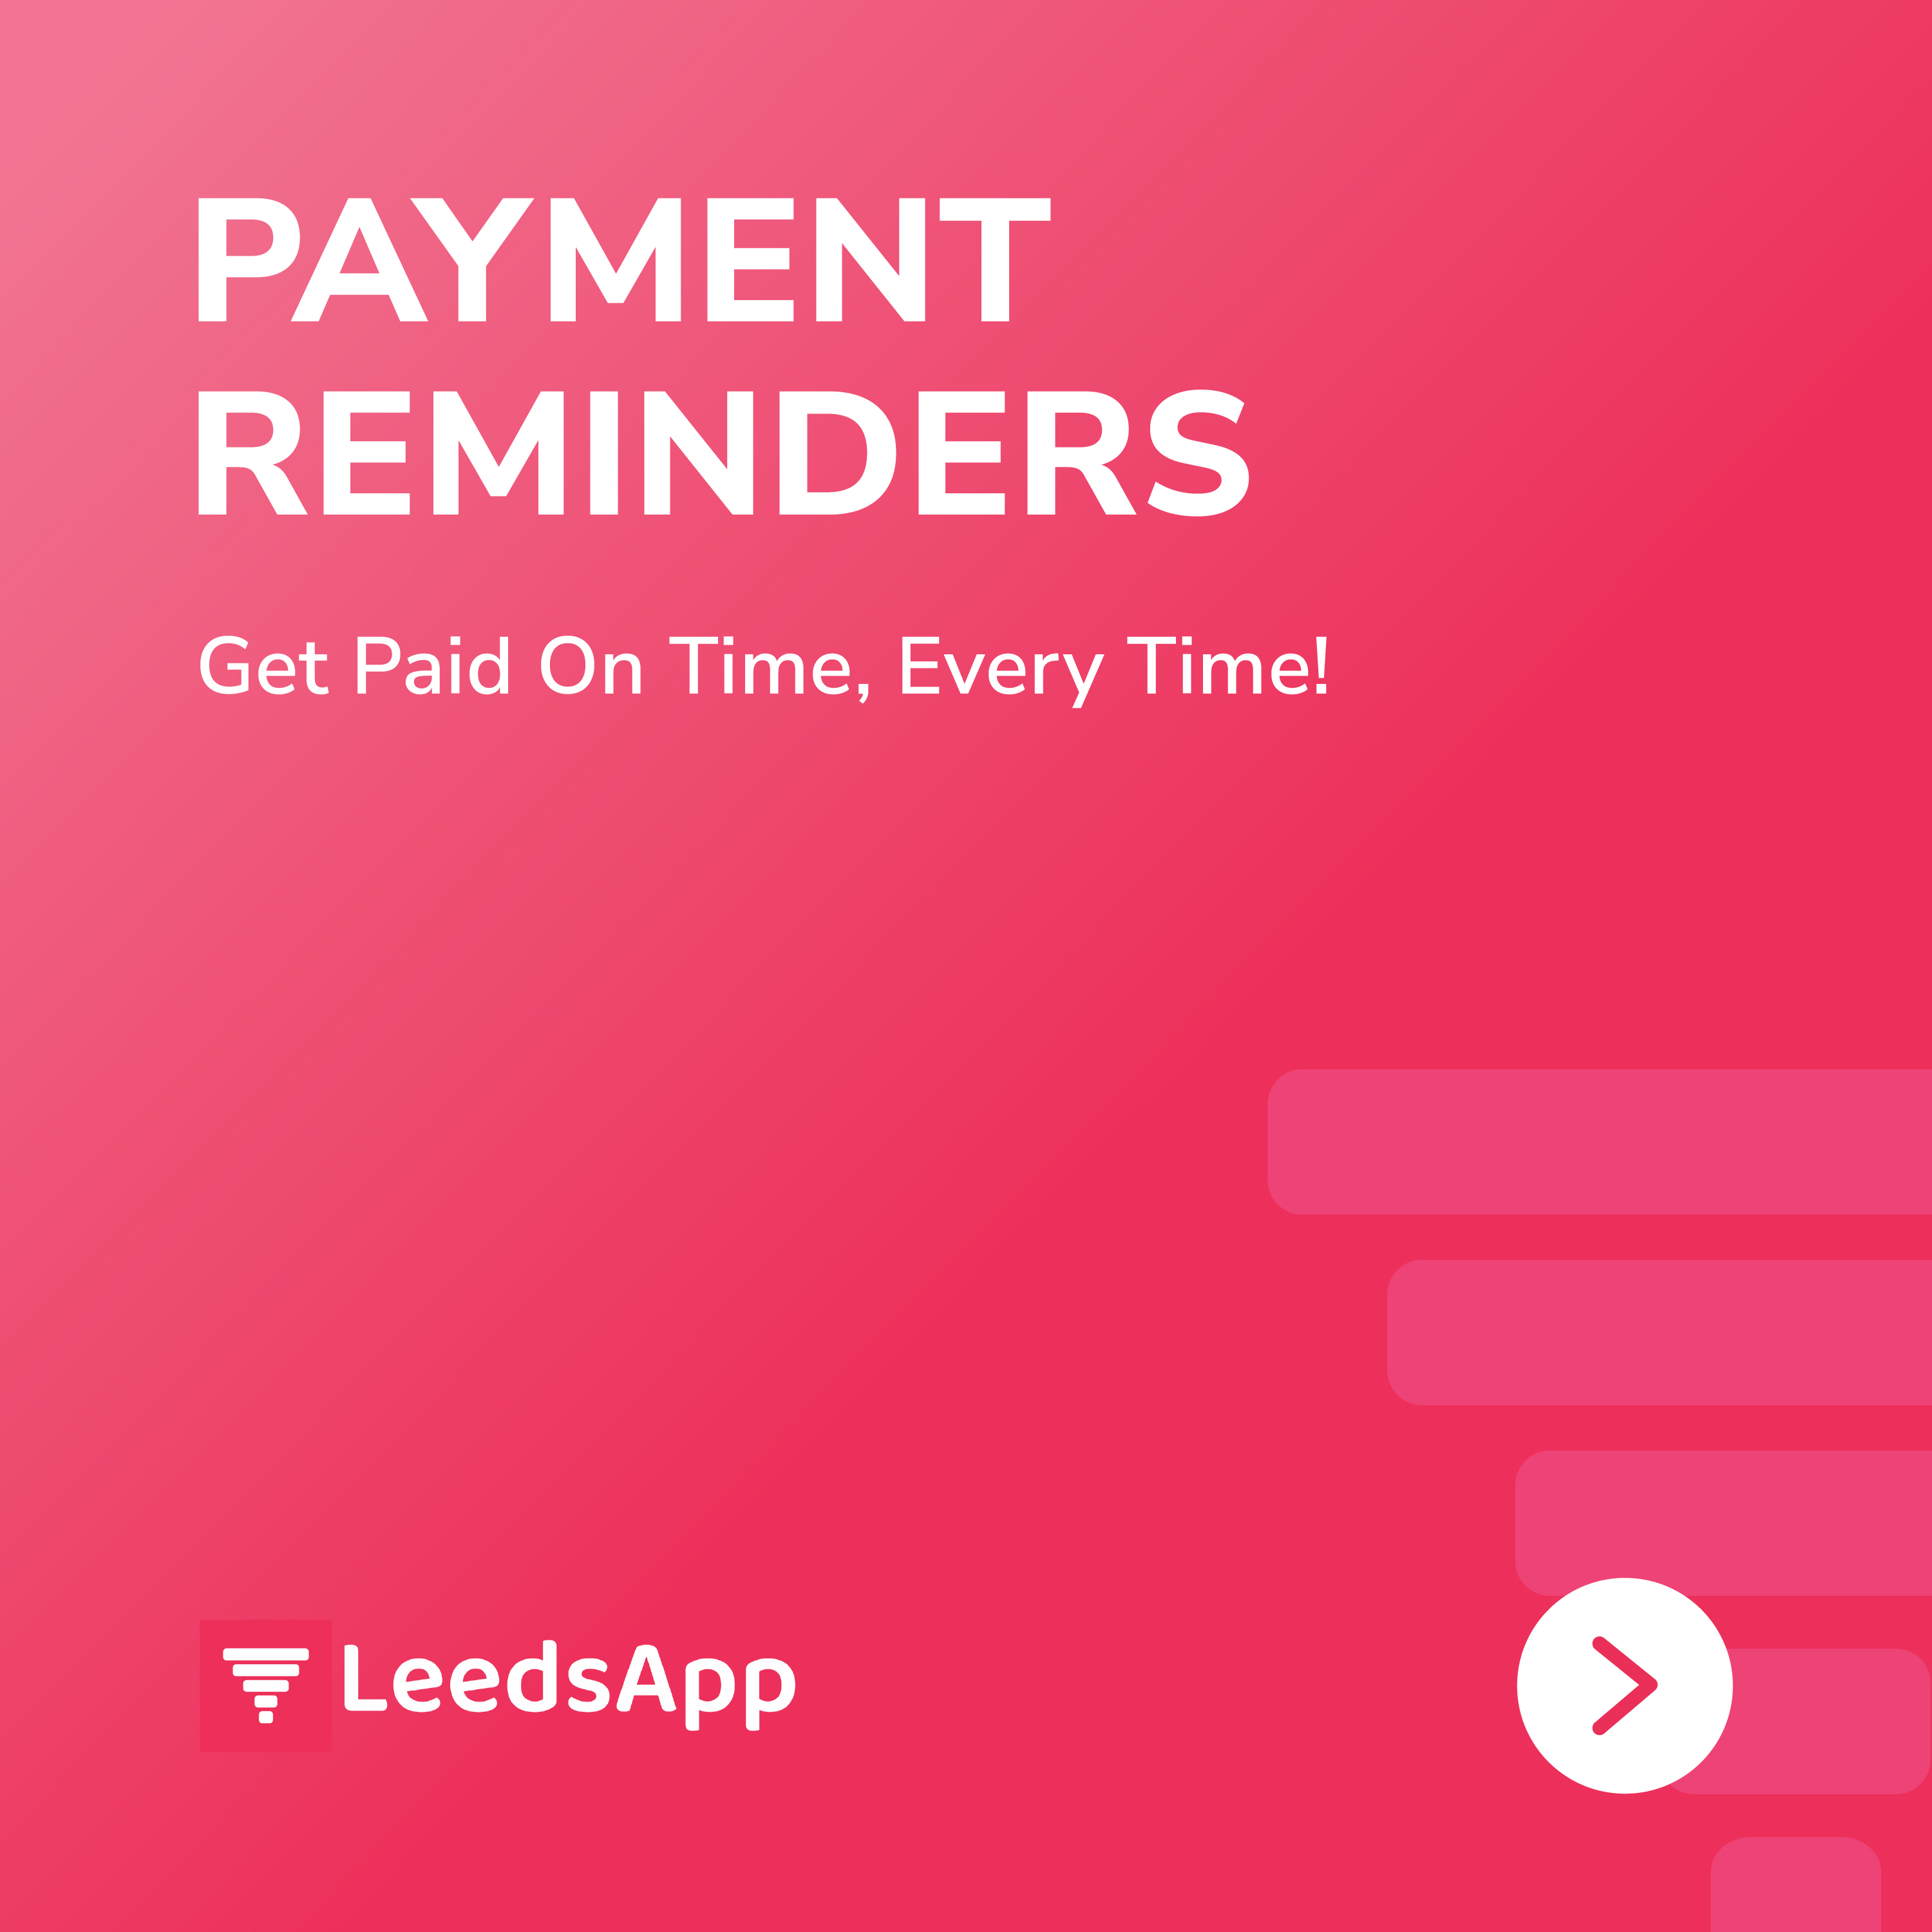 PAYMENT
REMINDERS
Get Paid On Time, Every Time!
LeedsApp